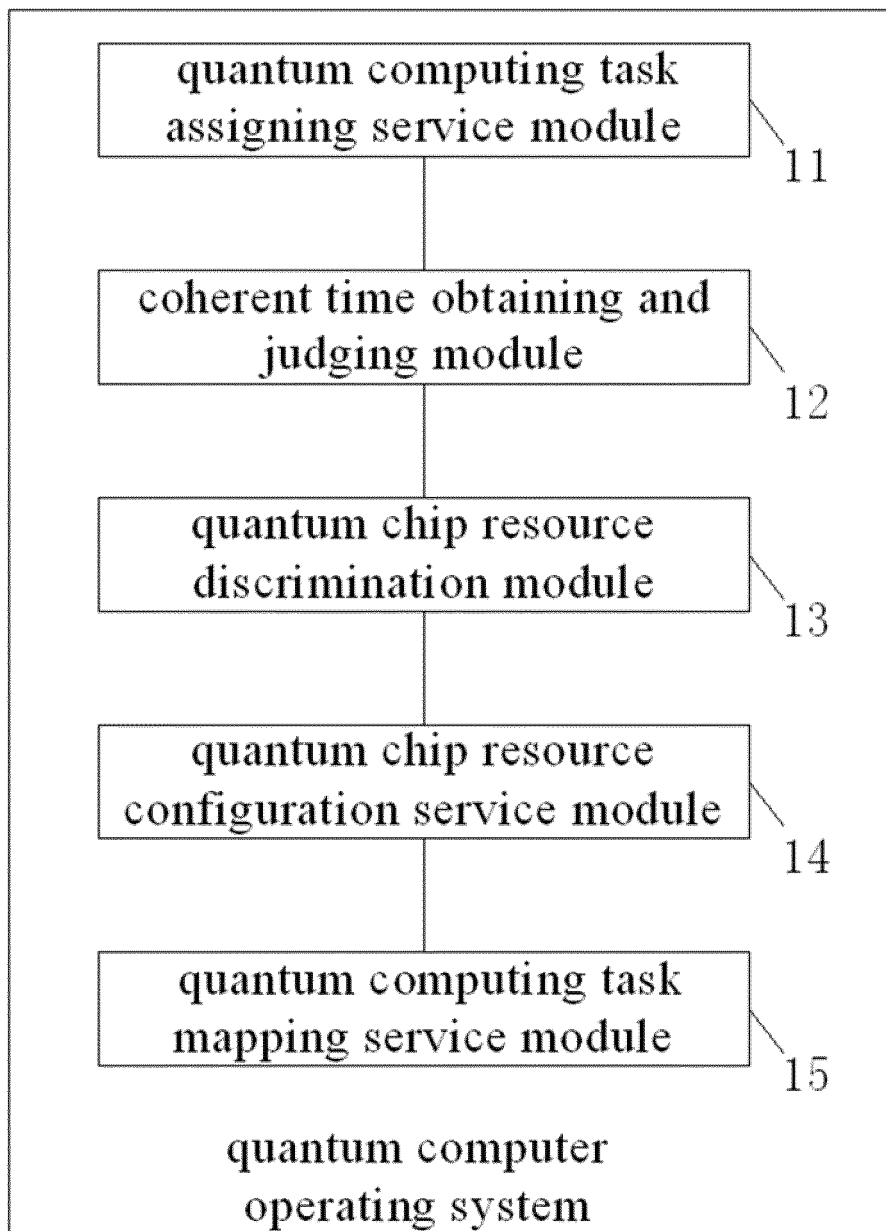 quantum computing task
assigning service module
11
coherent time obtaining and
judging module
12
quantum chip resource
discrimination module
13
quantum chip resource
configuration service module
14
quantum computing task
mapping service module
15
quantum computer
operating system